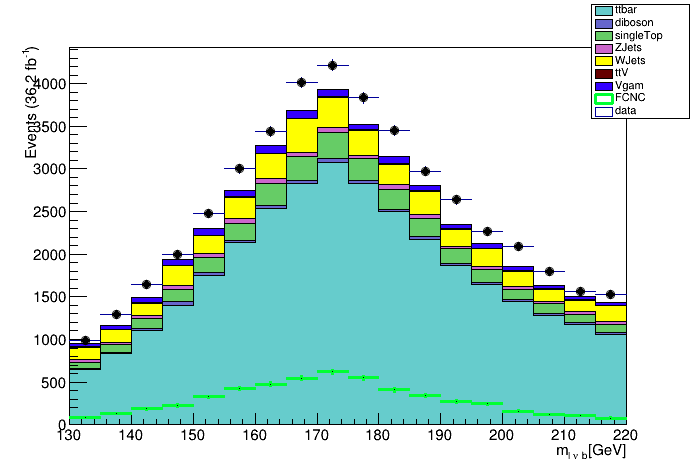 ttbar
diboson
singleTop
ZJets
WJets
ttV
Vgam
FCNC
data
Events (36.2 fb⁻¹)
4000
3500
3000
2500
2000
1500
1000
500
0
130 140 150 160 170 180 190 200 210 220
m_{l ν b}[GeV]